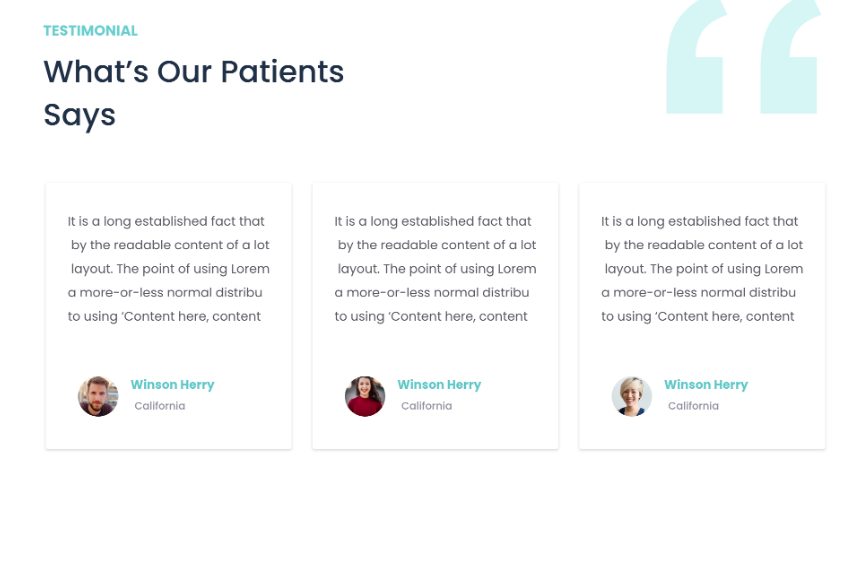 TESTIMONIAL
What’s Our Patients
Says
It is a long established fact that
by the readable content of a lot
layout. The point of using Lorem
a more-or-less normal distribu
to using ‘Content here, content
Winson Herry
California
It is a long established fact that
by the readable content of a lot
layout. The point of using Lorem
a more-or-less normal distribu
to using ‘Content here, content
Winson Herry
California
It is a long established fact that
by the readable content of a lot
layout. The point of using Lorem
a more-or-less normal distribu
to using ‘Content here, content
Winson Herry
California